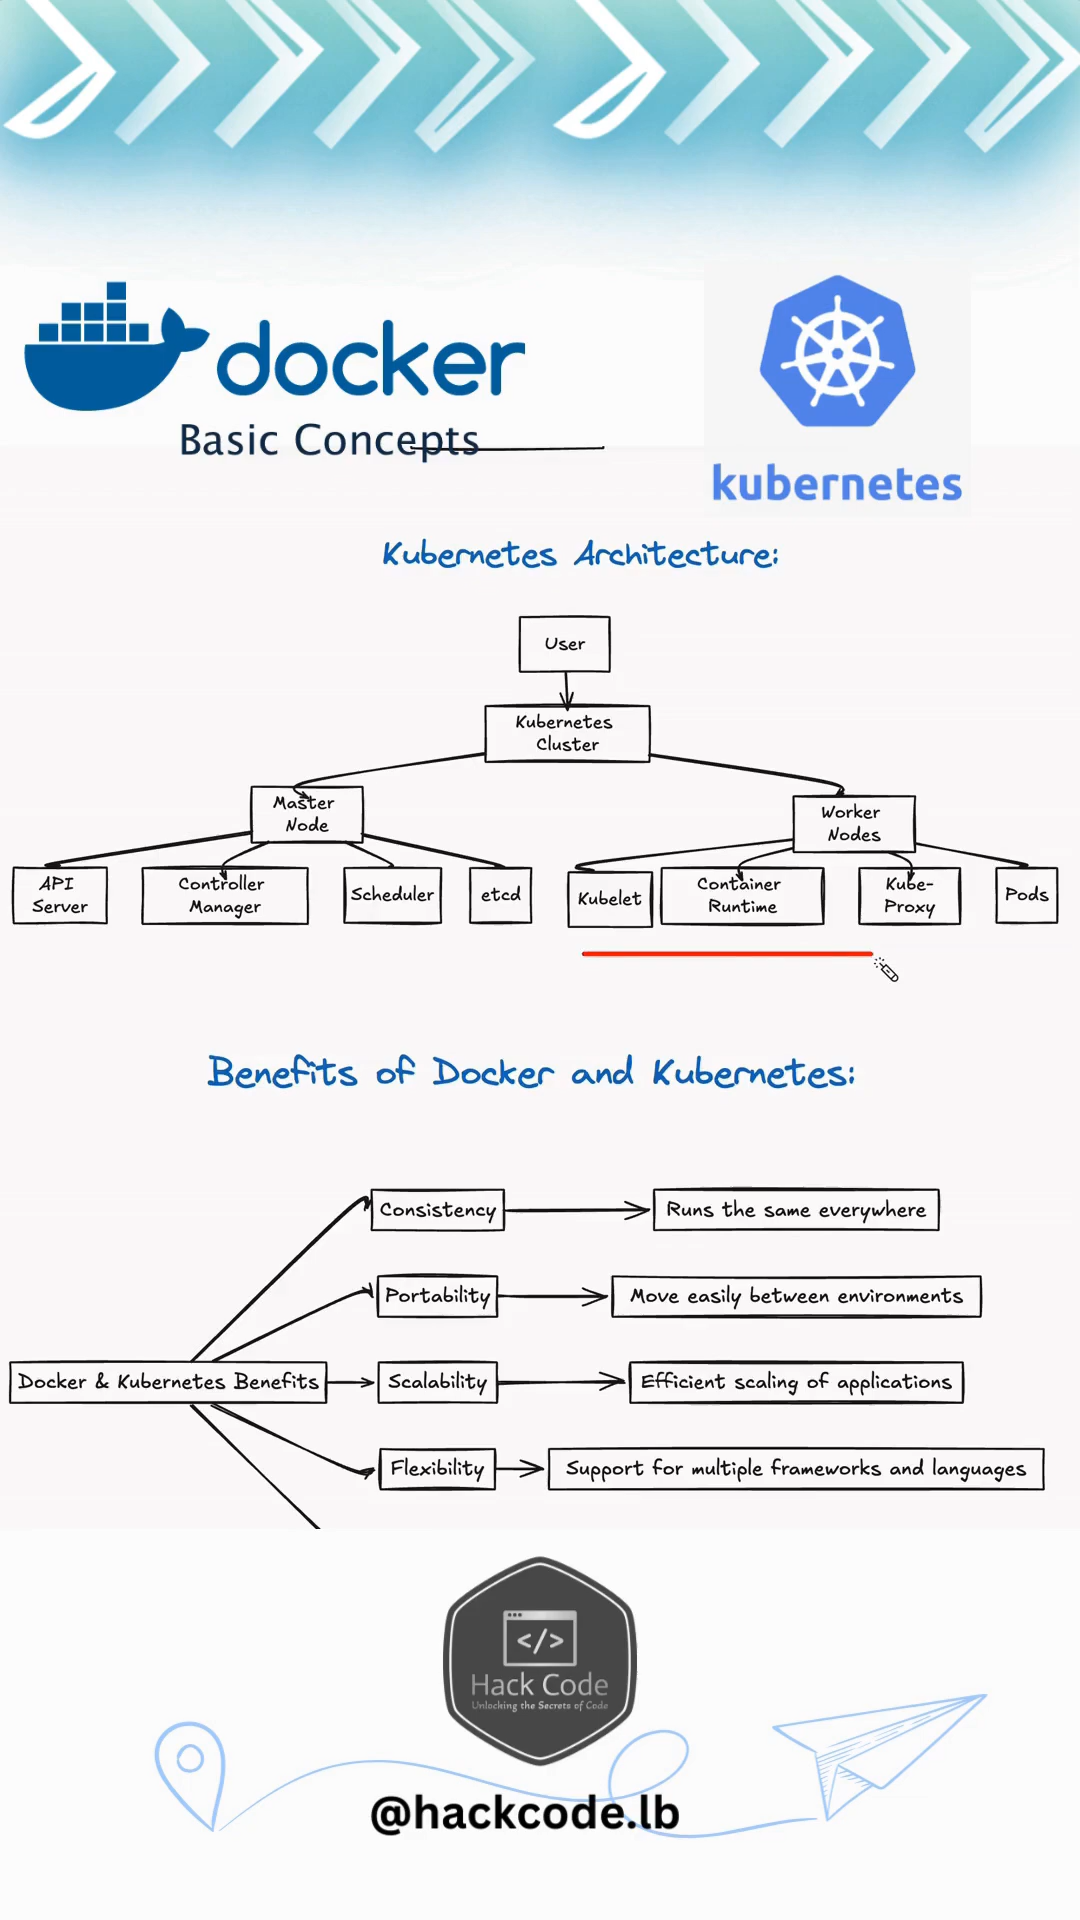 docker
Basic Concepts
kubernetes
Kubernetes Architecture:
User
Kubernetes
Cluster
Master
Node
Worker
Nodes
API
Server
Controller
Manager
Scheduler
etcd
Kubelet
Container
Runtime
Kube-
Proxy
Pods
Benefits of Docker and Kubernetes:
Consistency
Runs the same everywhere
Portability
Move easily between environments
Docker & Kubernetes Benefits
Scalability
Efficient scaling of applications
Flexibility
Support for multiple frameworks and languages
</>
Hack Code
Unlocking the Secrets of Code
@hackcode.lb